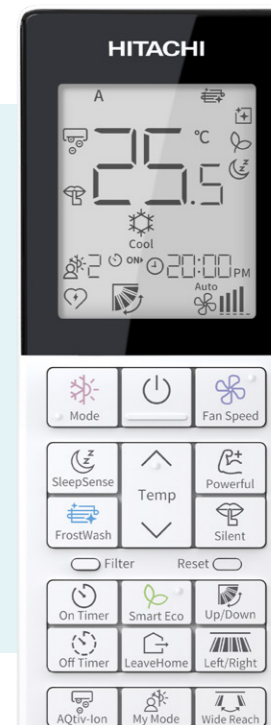 HITACHI
A
25.5 °C
Cool
2 ON 20:00 PM
Auto
Mode
Fan Speed
SleepSense
Temp
Powerful
FrostWash
Silent
Filter
Reset
On Timer
Smart Eco
Up/Down
Off Timer
LeaveHome
Left/Right
AQtiv-Ion
My Mode
Wide Reach